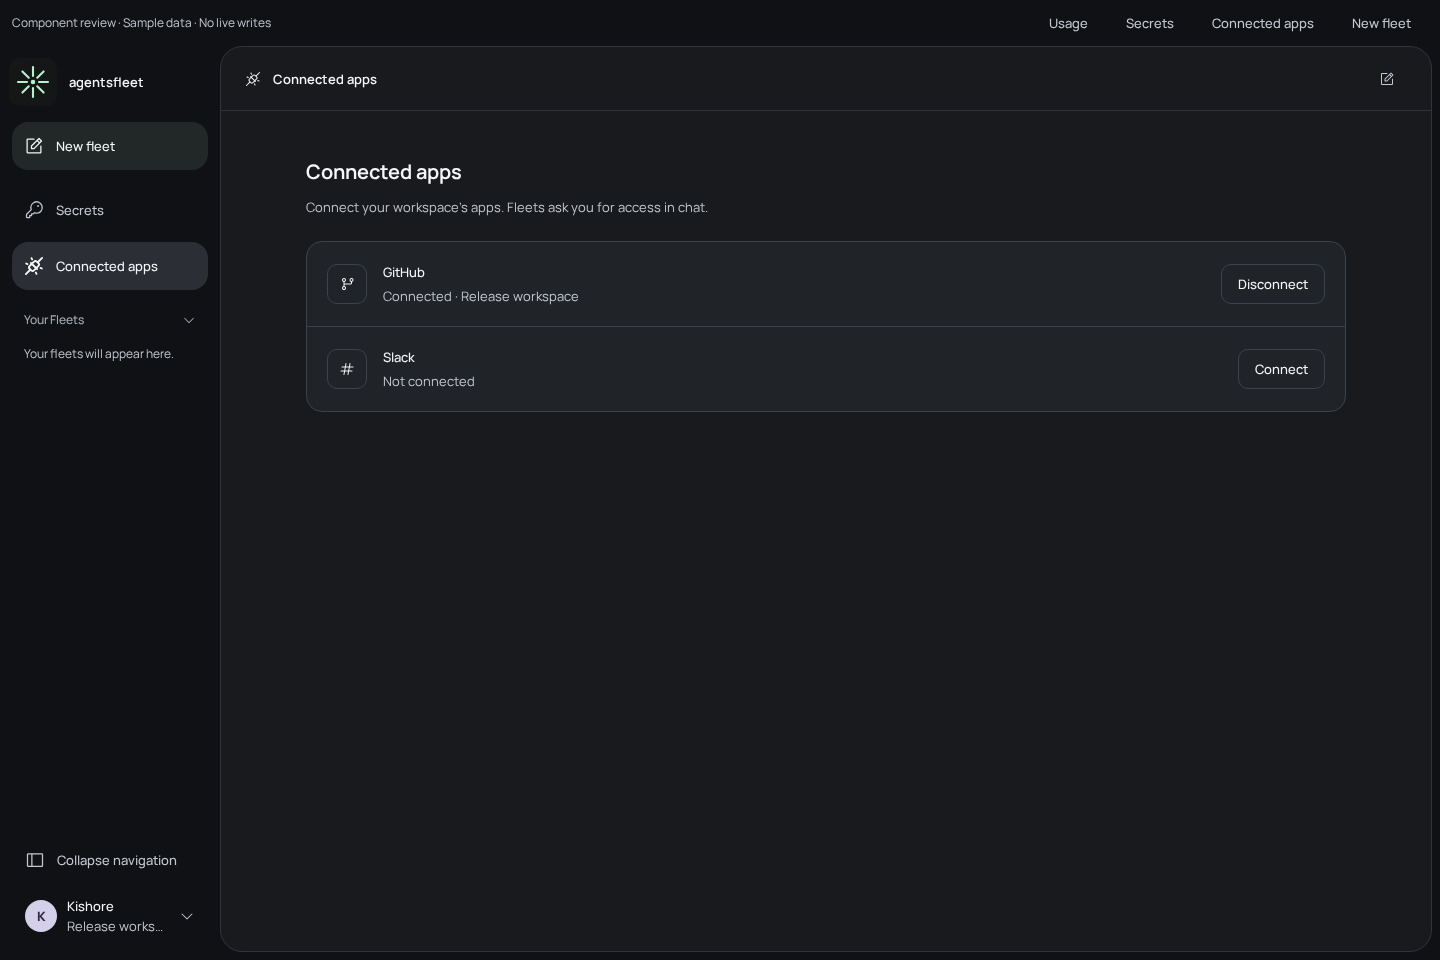 Component review · Sample data · No live writes
Usage
Secrets
Connected apps
New fleet
agentsfleet
New fleet
Secrets
Connected apps
Your Fleets
Your fleets will appear here.
Collapse navigation
K
Kishore
Release works...
Connected apps
Connected apps
Connect your workspace's apps. Fleets ask you for access in chat.
GitHub
Connected · Release workspace
Disconnect
Slack
Not connected
Connect